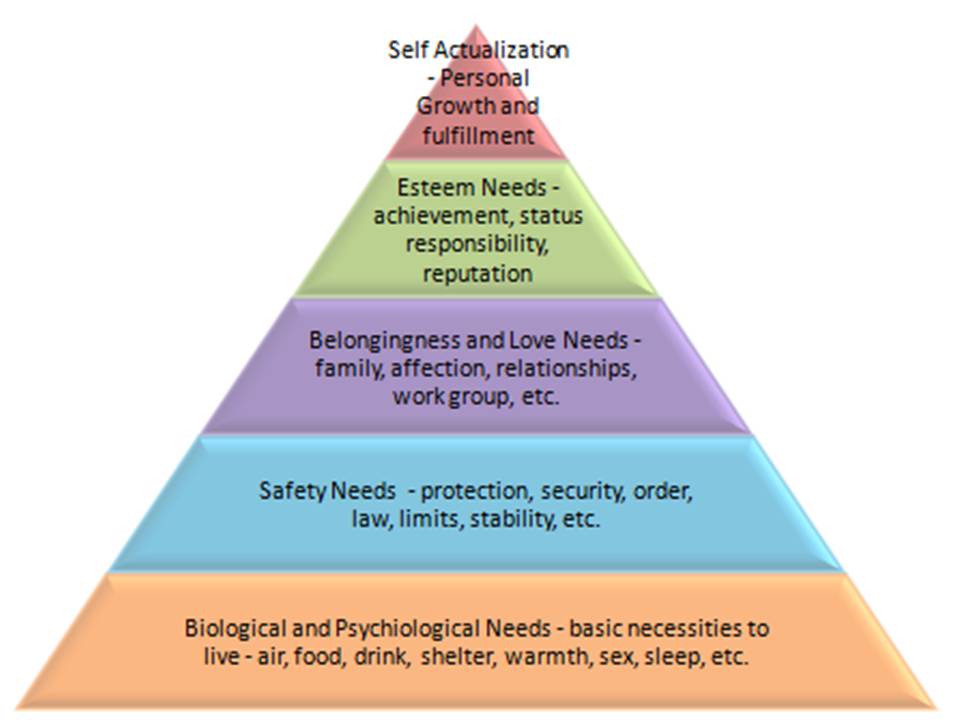 Self Actualization
- Personal
Growth and
fulfillment
Esteem Needs -
achievement, status
responsibility,
reputation
Belongingness and Love Needs -
family, affection, relationships,
work group, etc.
Safety Needs - protection, security, order,
law, limits, stability, etc.
Biological and Psychiological Needs - basic necessities to
live - air, food, drink, shelter, warmth, sex, sleep, etc.